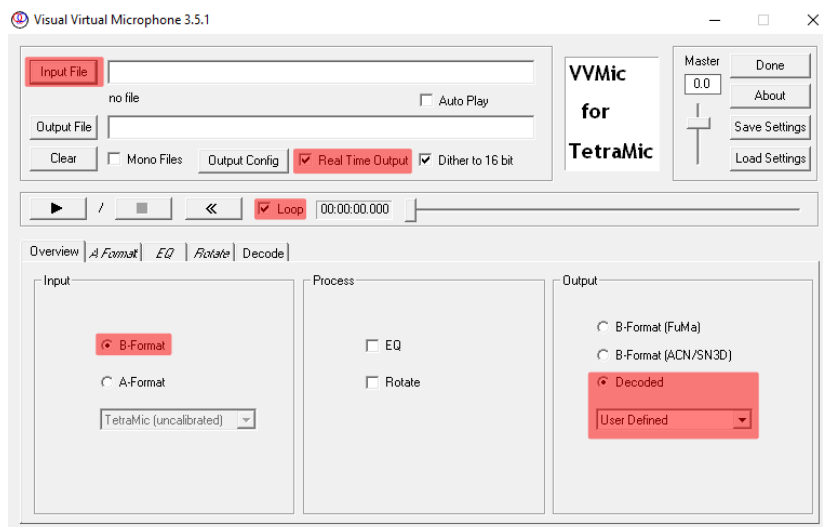 Visual Virtual Microphone 3.5.1
Input File
no file
Auto Play
Output File
Clear
Mono Files
Output Config
Real Time Output
Dither to 16 bit
VVMic
for
TetraMic
Master
0.0
Done
About
Save Settings
Load Settings
/
Loop
00:00:00.000
Overview
A Format
EQ
Rotate
Decode
Input
B-Format
A-Format
TetraMic (uncalibrated)
Process
EQ
Rotate
Output
B-Format (FuMa)
B-Format (ACN/SN3D)
Decoded
User Defined